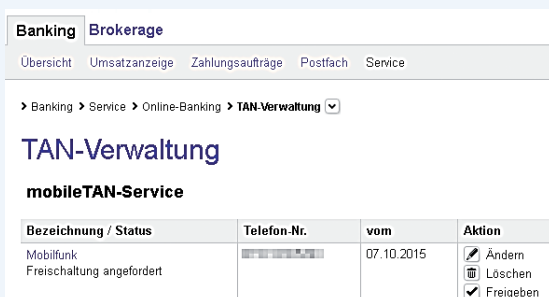 Banking Brokerage
Übersicht Umsatzanzeige Zahlungsaufträge Postfach Service
Banking Service Online-Banking TAN-Verwaltung
TAN-Verwaltung
mobileTAN-Service
Bezeichnung / Status Telefon-Nr. vom Aktion
Mobilfunk 07.10.2015 Ändern
Freischaltung angefordert Löschen
Freigeben